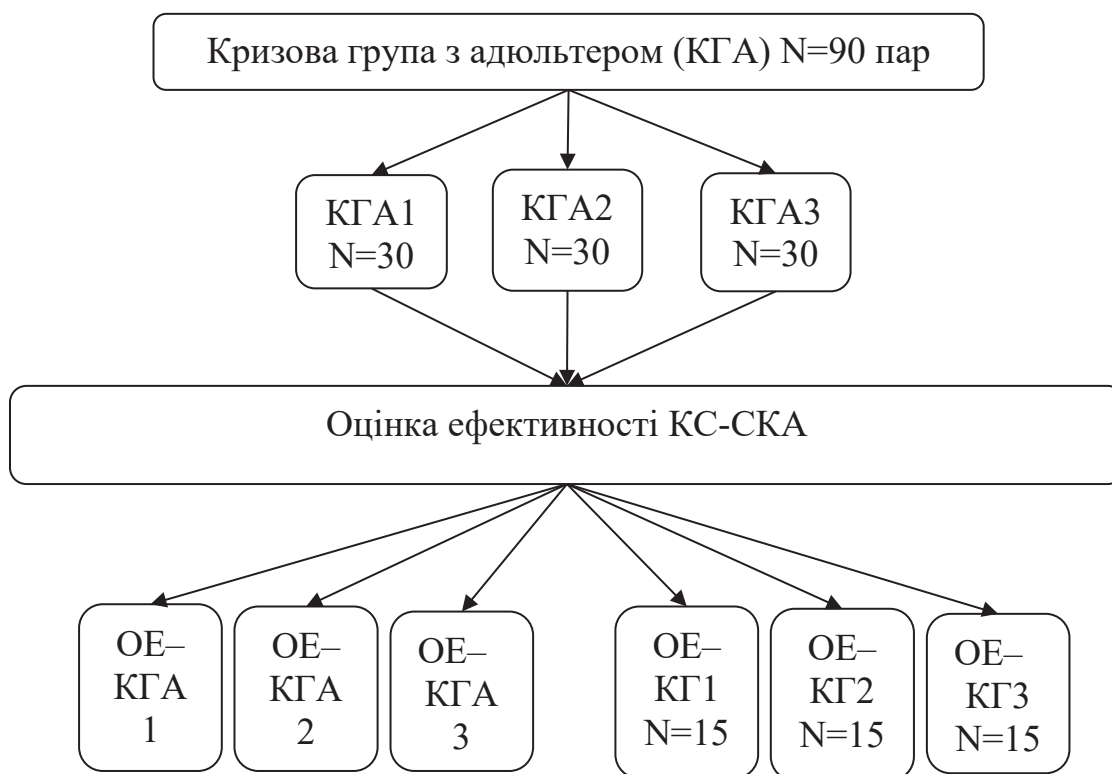 Кризова група з адюльтером (КГА) N=90 пар
КГА1
N=30
КГА2
N=30
КГА3
N=30
Оцінка ефективності КС-СКА
ОЕ–
КГА
1
ОЕ–
КГА
2
ОЕ–
КГА
3
ОЕ–
КГ1
N=15
ОЕ–
КГ2
N=15
ОЕ–
КГ3
N=15